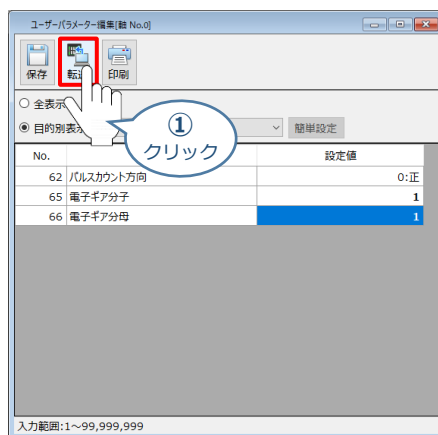 ユーザパラメーター編集[軸 No.0]
保存 転送 印刷
全表示
目的別表示
簡単設定
①
クリック
No. 設定値
62 パルスカウント方向 0:正
65 電子ギア分子 1
66 電子ギア分母 1
入力範囲:1~99,999,999